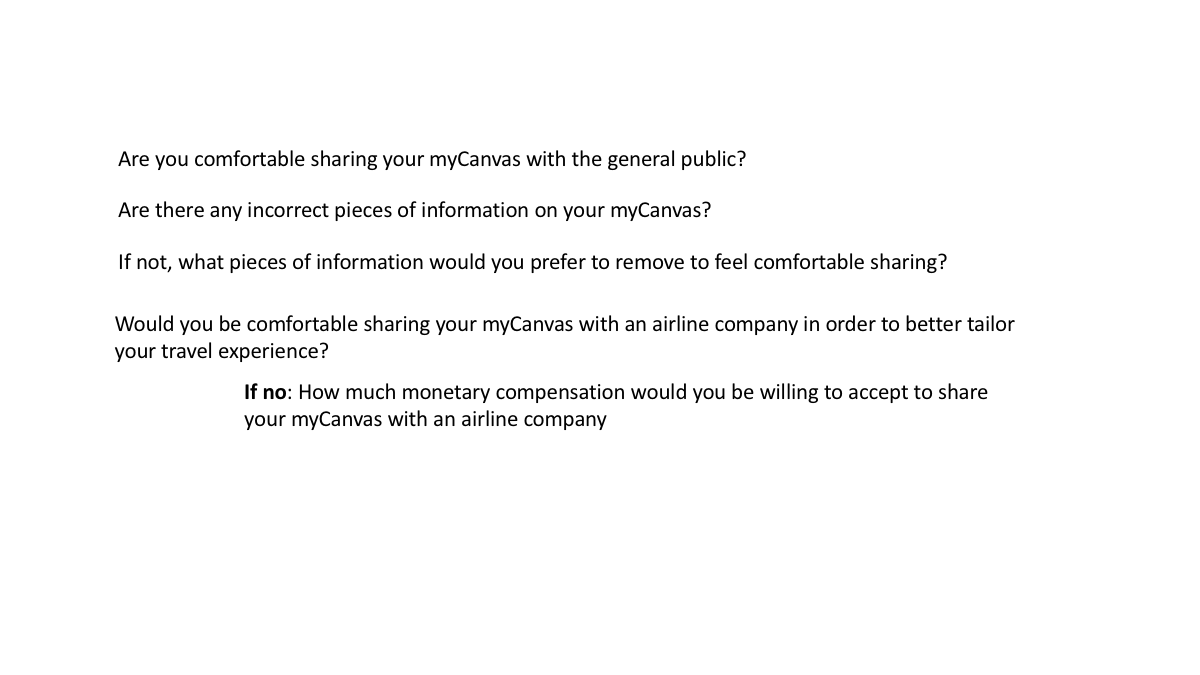 Are you comfortable sharing your myCanvas with the general public?
Are there any incorrect pieces of information on your myCanvas?
If not, what pieces of information would you prefer to remove to feel comfortable sharing?
Would you be comfortable sharing your myCanvas with an airline company in order to better tailor
your travel experience?
If no: How much monetary compensation would you be willing to accept to share
your myCanvas with an airline company